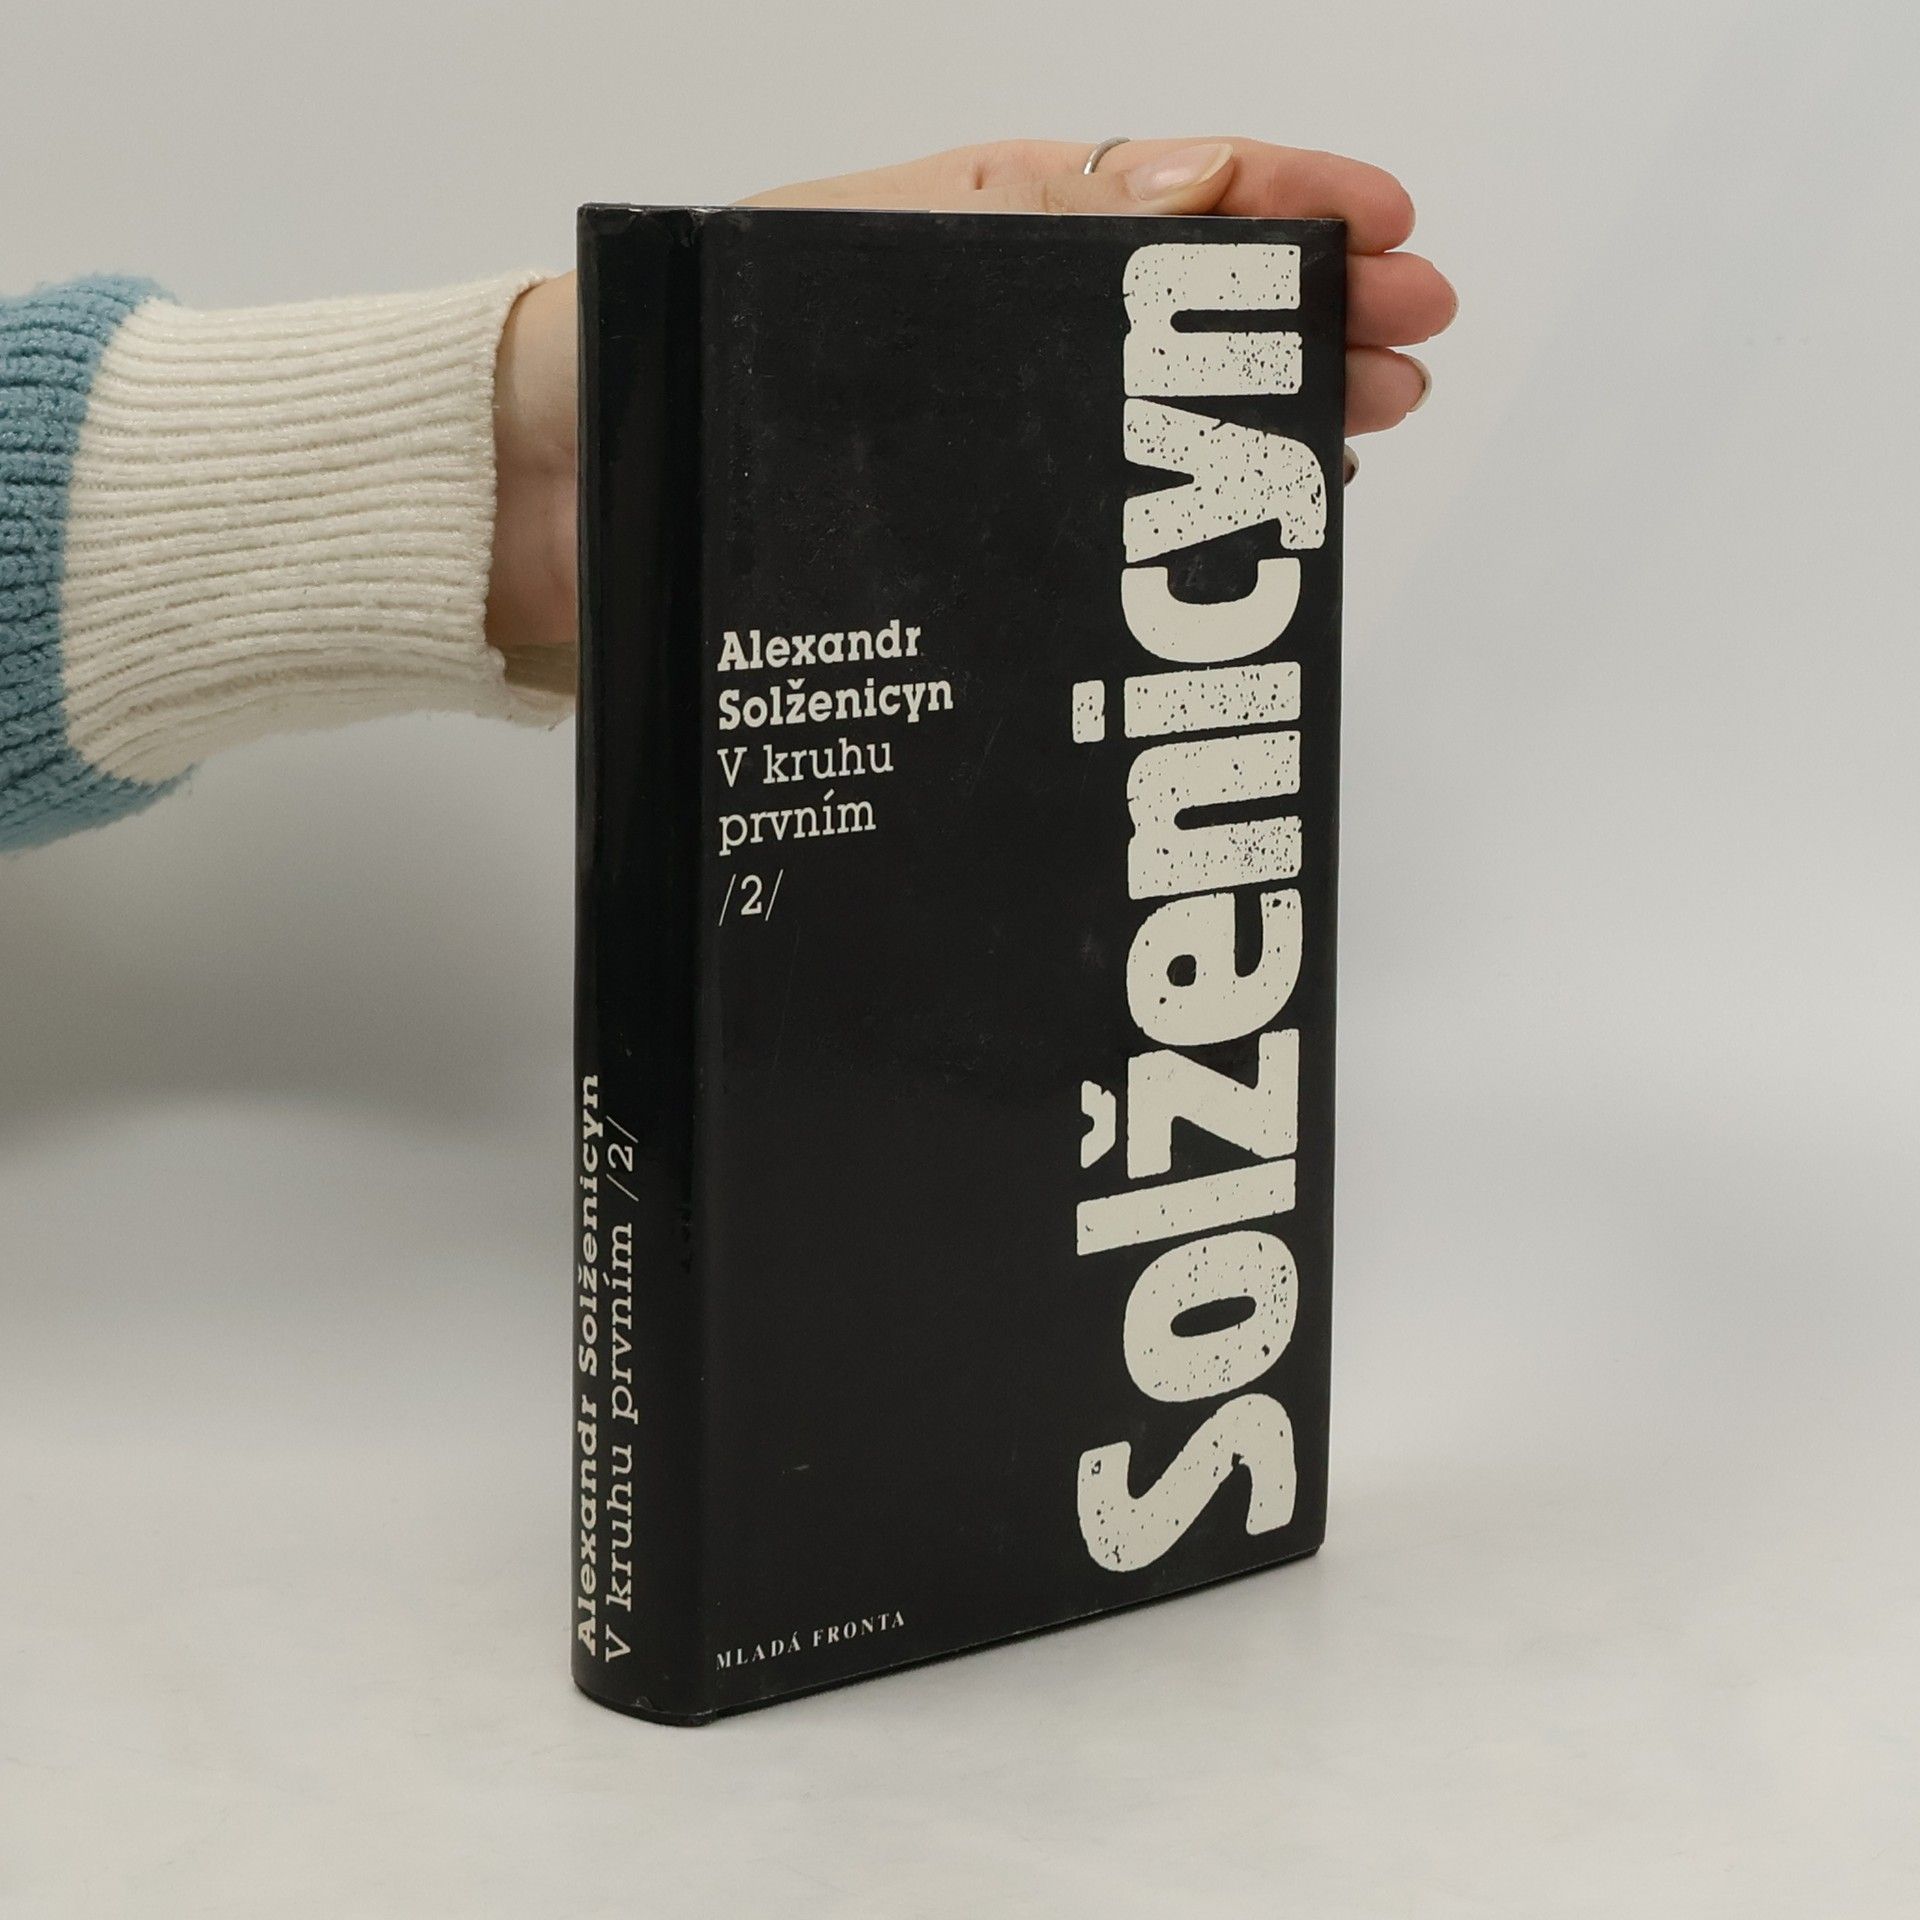 Alexandr
Solženicyn
V kruhu
prvním
/2/
solženicyn
MLADÁ FRONTA
Alexandr Solženicyn
V kruhu prvním /2/